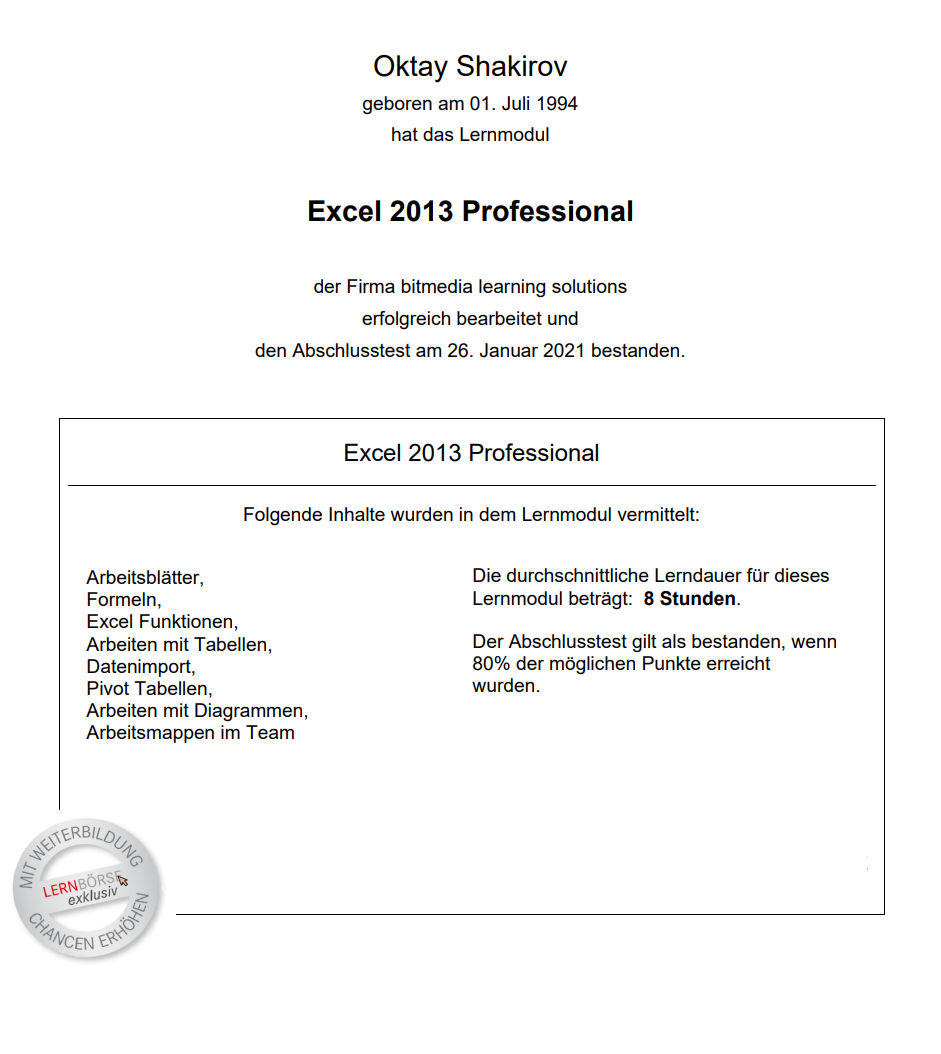 Oktay Shakirov
geboren am 01. Juli 1994
hat das Lernmodul
Excel 2013 Professional
der Firma bitmedia learning solutions
erfolgreich bearbeitet und
den Abschlusstest am 26. Januar 2021 bestanden.
Excel 2013 Professional
Folgende Inhalte wurden in dem Lernmodul vermittelt:
Arbeitsblätter,
Formeln,
Excel Funktionen,
Arbeiten mit Tabellen,
Datenimport,
Pivot Tabellen,
Arbeiten mit Diagrammen,
Arbeitsmappen im Team
Die durchschnittliche Lerndauer für dieses
Lernmodul beträgt: 8 Stunden.
Der Abschlusstest gilt als bestanden, wenn
80% der möglichen Punkte erreicht
wurden.
MIT WEITERBILDUNG
LERNBÖRSE
exklusiv
CHANCEN ERHÖHEN